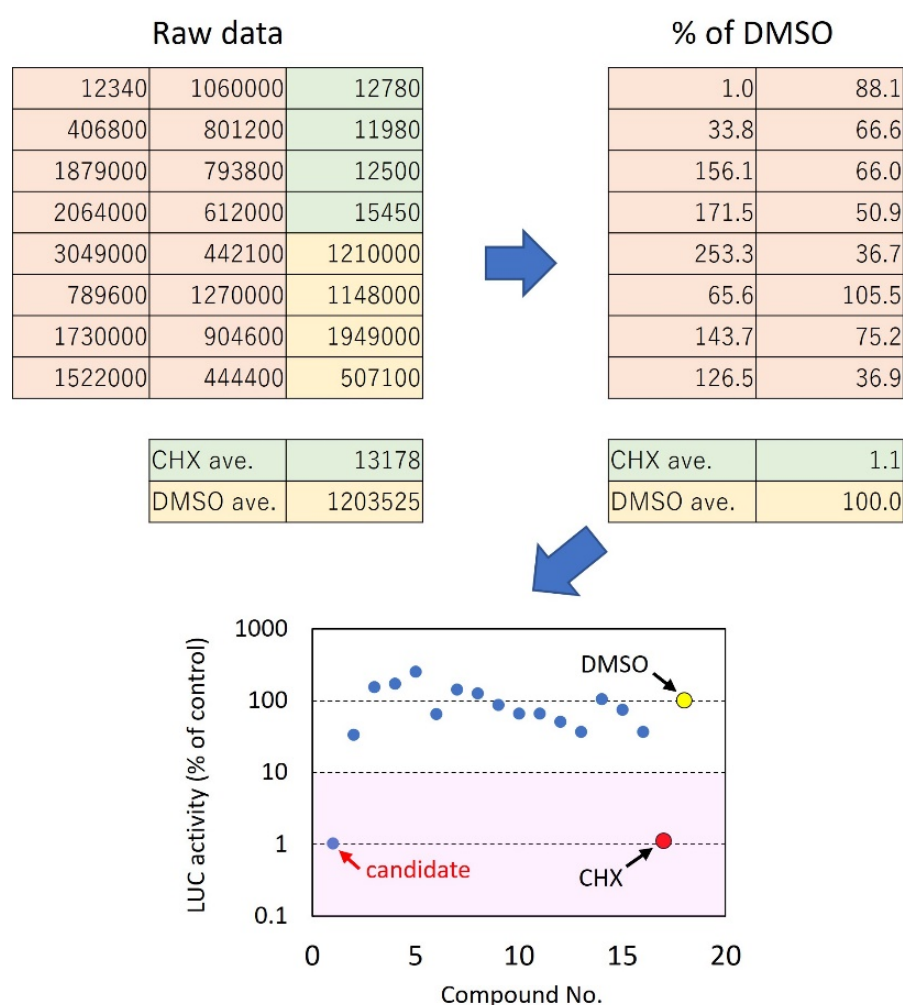 Raw data
% of DMSO
12340 1060000 12780
406800 801200 11980
1879000 793800 12500
2064000 612000 15450
3049000 442100 1210000
789600 1270000 1148000
1730000 904600 1949000
1522000 444400 507100
1.0 88.1
33.8 66.6
156.1 66.0
171.5 50.9
253.3 36.7
65.6 105.5
143.7 75.2
126.5 36.9
CHX ave. 13178
DMSO ave. 1203525
CHX ave. 1.1
DMSO ave. 100.0
LUC activity (% of control)
1000
100
10
1
0.1
DMSO
candidate
CHX
0 5 10 15 20
Compound No.